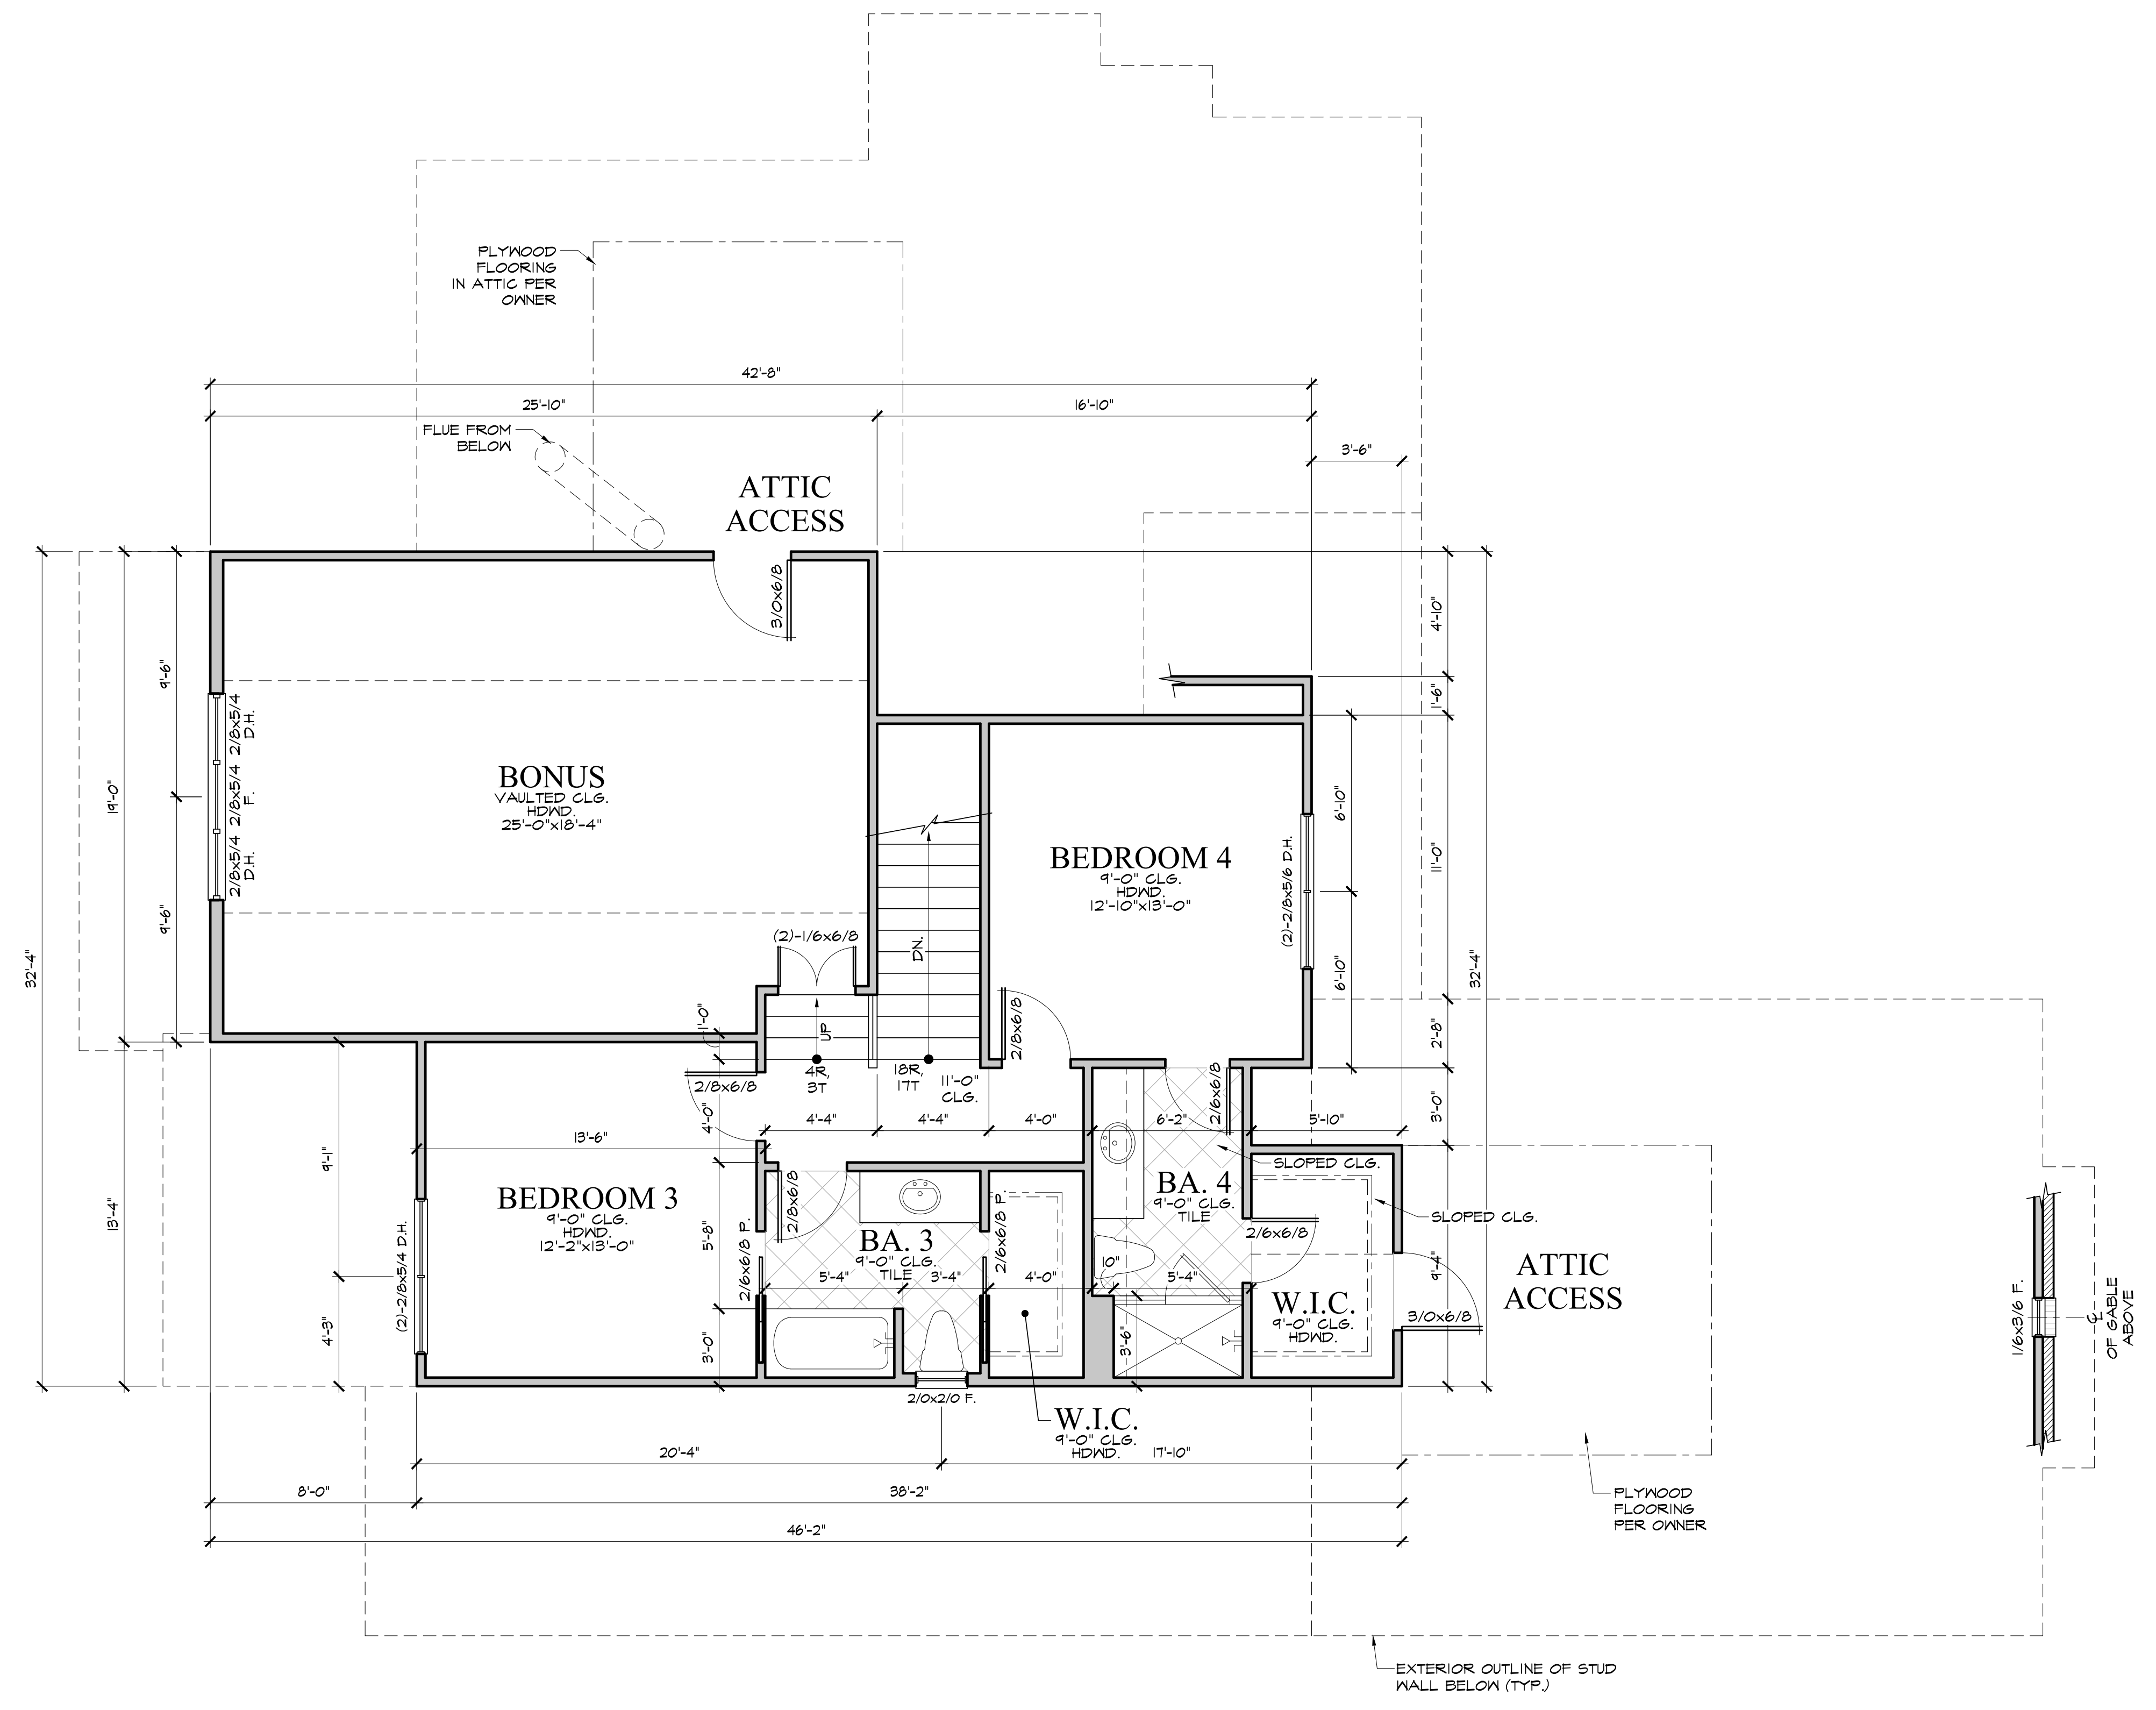 PLYWOOD
FLOORING
IN ATTIC PER
OWNER
42'-8"
25'-10"
16'-10"
FLUE FROM
BELOW
3'-6"
ATTIC
ACCESS
3/0x6/8
4'-10"
1'-6"
9'-6"
2/8x5/4
D.H.
2/8x5/4
F.
2/8x5/4
D.H.
19'-0"
BONUS
VAULTED CLG.
HDWD.
25'-0"x18'-4"
6'-10"
11'-0"
BEDROOM 4
9'-0" CLG.
HDWD.
12'-10"x13'-0"
(2)-2/8x5/6 D.H.
9'-6"
(2)-1/6x6/8
DN.
32'-4"
6'-10"
32'-4"
1'-0"
UP
2/8x6/8
2'-8"
2/8x6/8
4R,
3T
18R,
17T
11'-0"
CLG.
2/6x6/8
4'-0"
4'-4"
4'-4"
4'-0"
6'-2"
5'-10"
3'-0"
13'-6"
9'-1"
SLOPED CLG.
BEDROOM 3
9'-0" CLG.
HDWD.
12'-2"x13'-0"
2/8x6/8
BA. 4
9'-0" CLG.
TILE
SLOPED CLG.
13'-4"
5'-8"
2/6x6/8 P.
BA. 3
9'-0" CLG.
TILE
2/6x6/8 P.
2/6x6/8
9'-4"
ATTIC
ACCESS
(2)-2/8x5/4 D.H.
5'-4"
3'-4"
4'-0"
10"
5'-4"
W.I.C.
9'-0" CLG.
HDWD.
3/0x6/8
1/6x3/6 F.
CL
OF GABLE
ABOVE
4'-3"
3'-0"
3'-6"
2/0x2/0 F.
W.I.C.
9'-0" CLG.
HDWD.
20'-4"
17'-10"
8'-0"
38'-2"
46'-2"
PLYWOOD
FLOORING
PER OWNER
EXTERIOR OUTLINE OF STUD
WALL BELOW (TYP.)